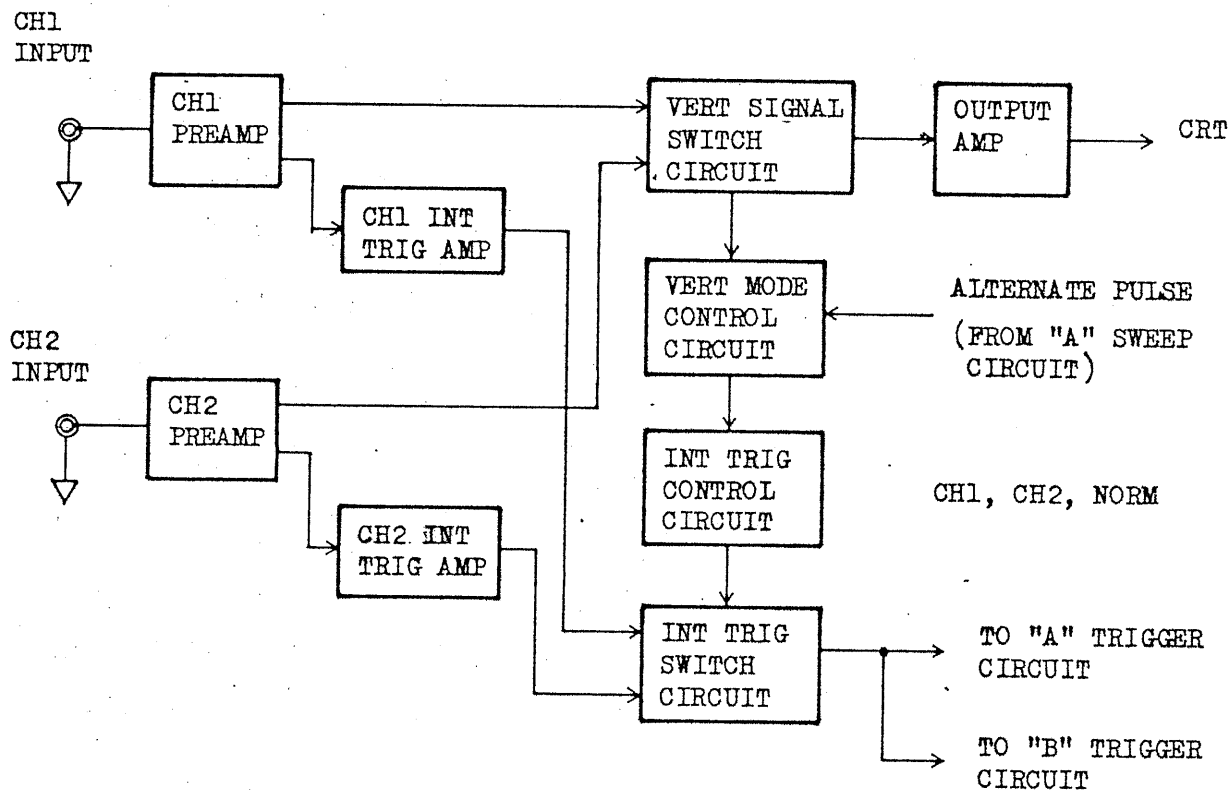 CH1
INPUT
CH1
PREAMP
VERT SIGNAL
SWITCH
CIRCUIT
OUTPUT
AMP
CRT
CH1 INT
TRIG AMP
VERT MODE
CONTROL
CIRCUIT
ALTERNATE PULSE
(FROM "A" SWEEP
CIRCUIT)
CH2
INPUT
CH2
PREAMP
INT TRIG
CONTROL
CIRCUIT
CH1, CH2, NORM
CH2 INT
TRIG AMP
INT TRIG
SWITCH
CIRCUIT
TO "A" TRIGGER
CIRCUIT
TO "B" TRIGGER
CIRCUIT